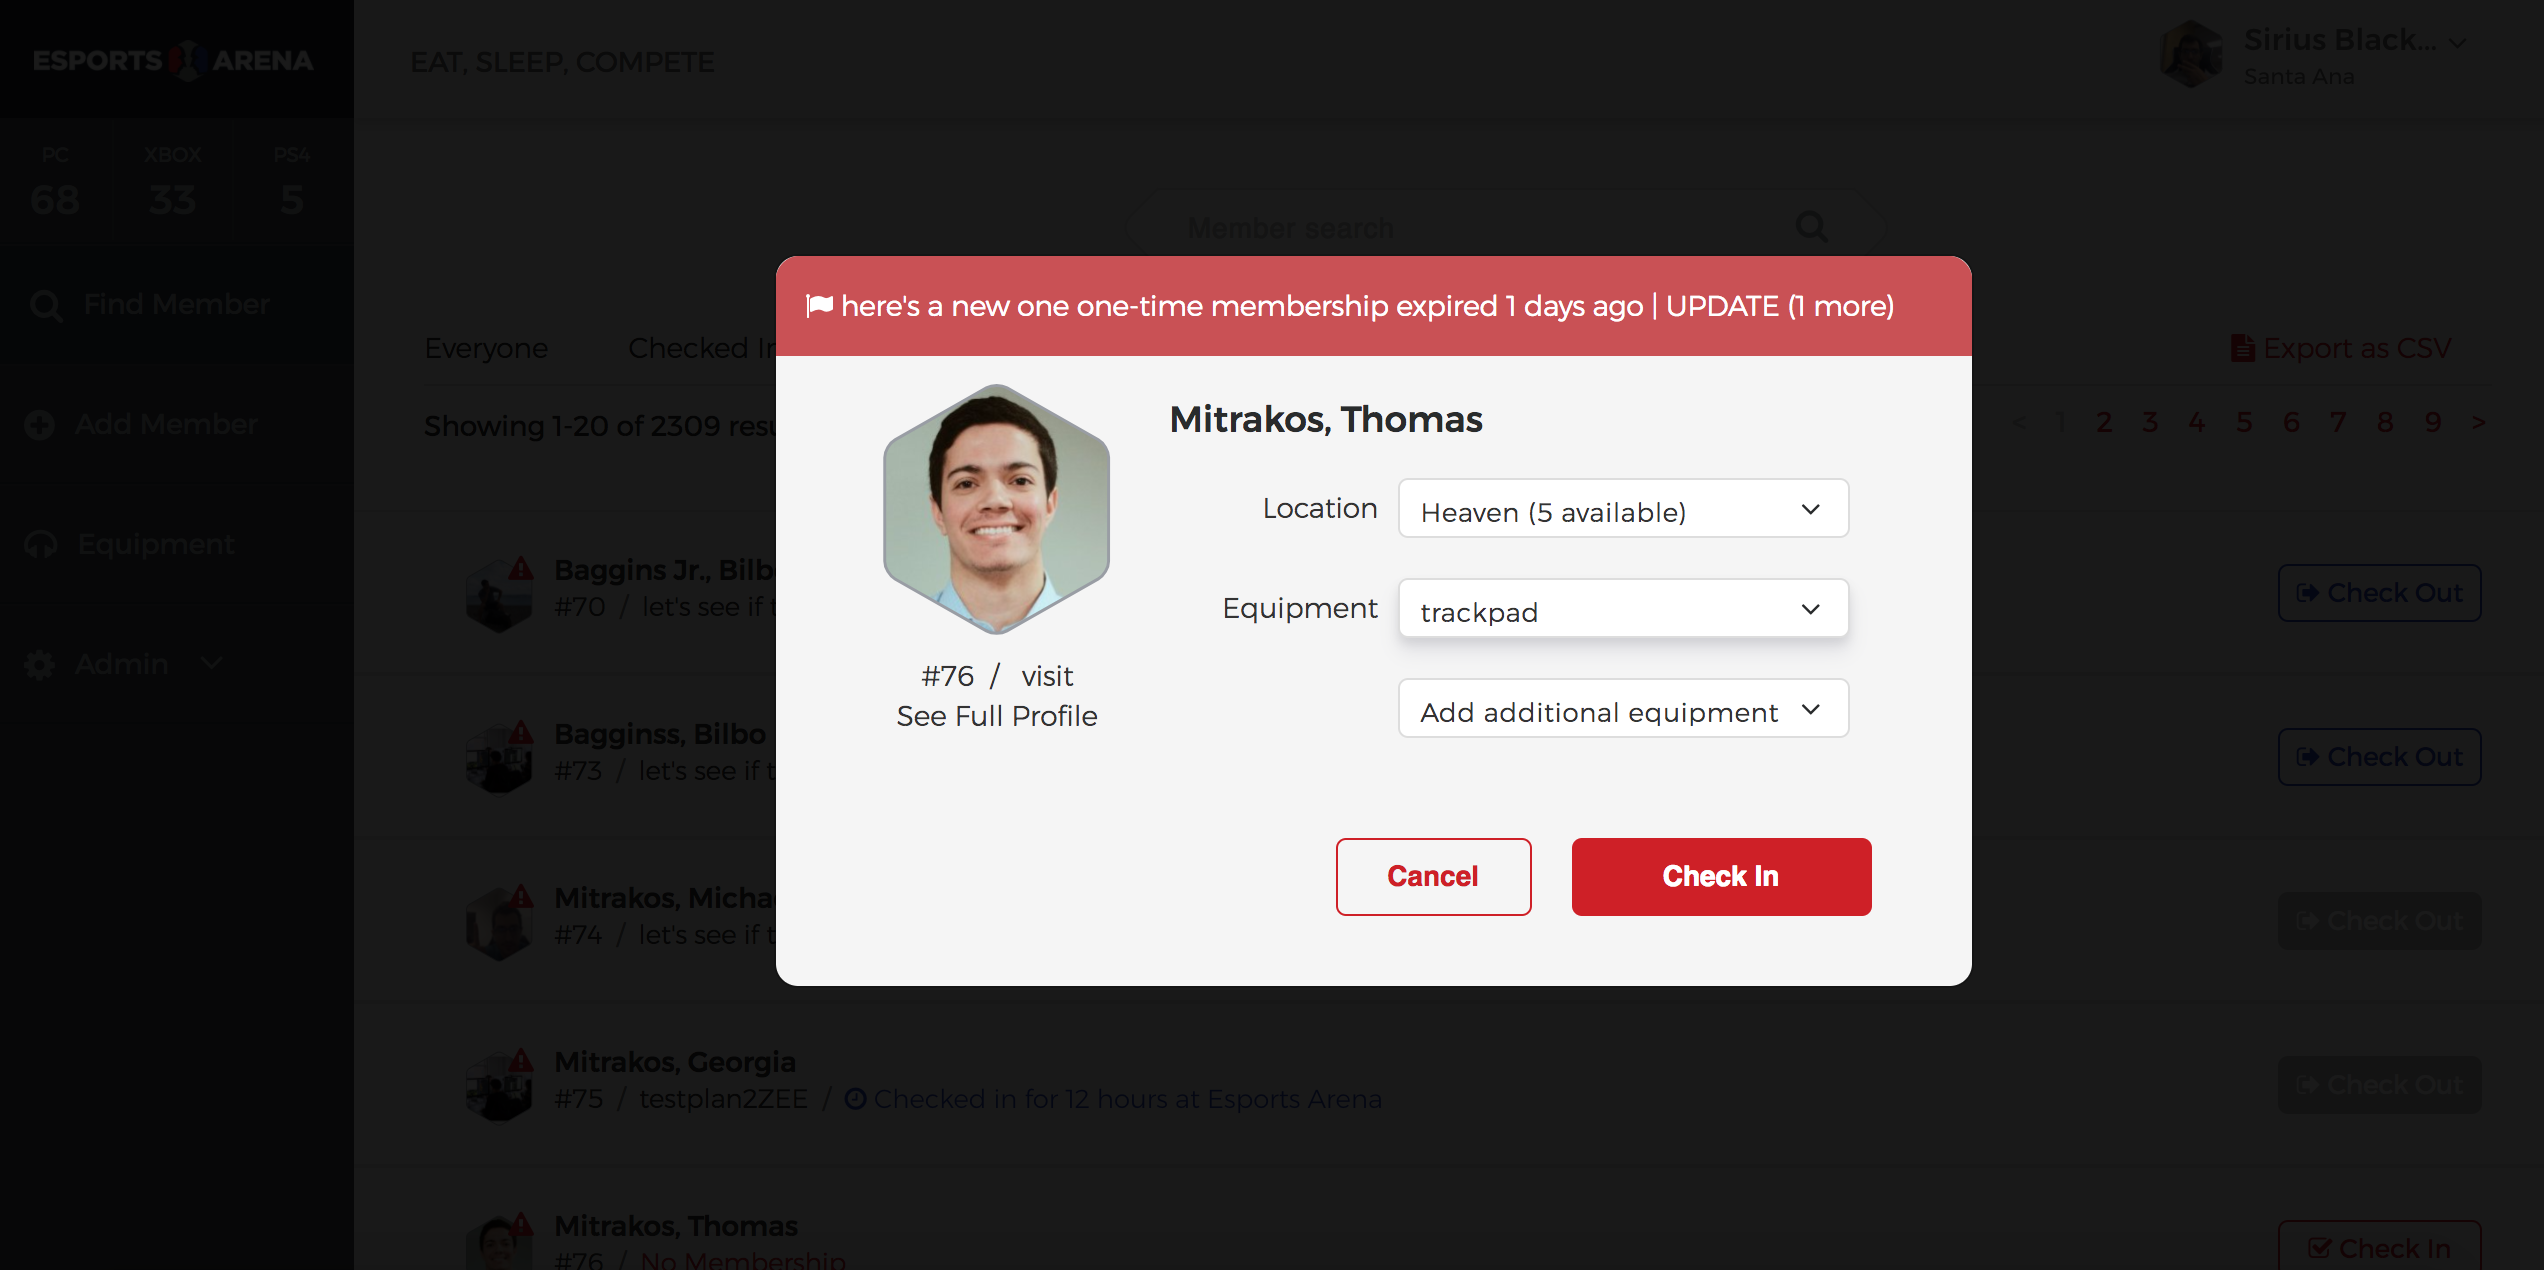 ESPORTS ARENA
EAT, SLEEP, COMPETE
Sirius Black...
Santa Ana
PC
68
XBOX
33
PS4
5
Find Member
Add Member
Equipment
Admin
Member search
Everyone
Checked In
Export as CSV
Showing 1-20 of 2309 resu
< 1 2 3 4 5 6 7 8 9 >
here's a new one one-time membership expired 1 days ago | UPDATE (1 more)
Mitrakos, Thomas
Location
Heaven (5 available)
Equipment
trackpad
Add additional equipment
#76 / visit
See Full Profile
Cancel
Check In
Baggins Jr., Bilb
#70 / let's see if t
Check Out
Bagginss, Bilbo
#73 / let's see if t
Check Out
Mitrakos, Micha
#74 / let's see if t
Check Out
Mitrakos, Georgia
#75 / testplan2ZEE / Checked in for 12 hours at Esports Arena
Check Out
Mitrakos, Thomas
#76 / No Membership
Check In